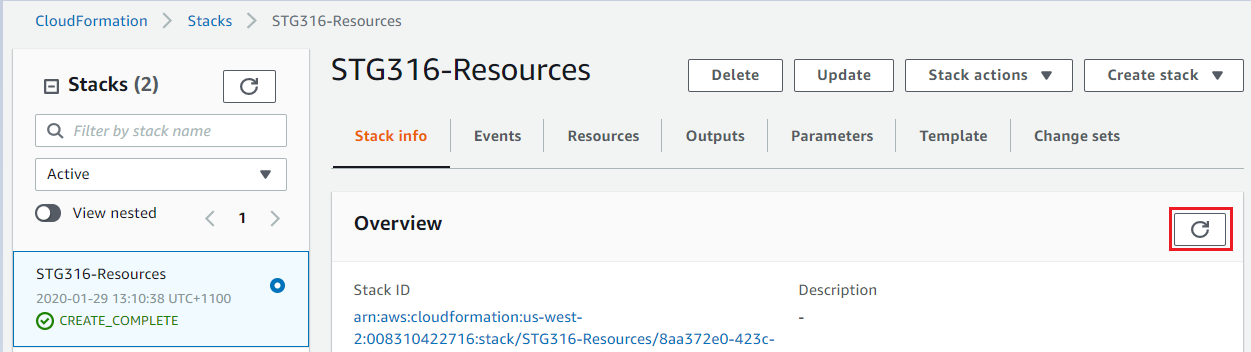 CloudFormation > Stacks > STG316-Resources
Stacks (2)
Filter by stack name
Active
View nested
< 1 >
STG316-Resources
2020-01-29 13:10:38 UTC+1100
CREATE_COMPLETE
STG316-Resources
Delete Update Stack actions Create stack
Stack info Events Resources Outputs Parameters Template Change sets
Overview
Stack ID
arn:aws:cloudformation:us-west-
2:008310422716:stack/STG316-Resources/8aa372e0-423c-
Description
-